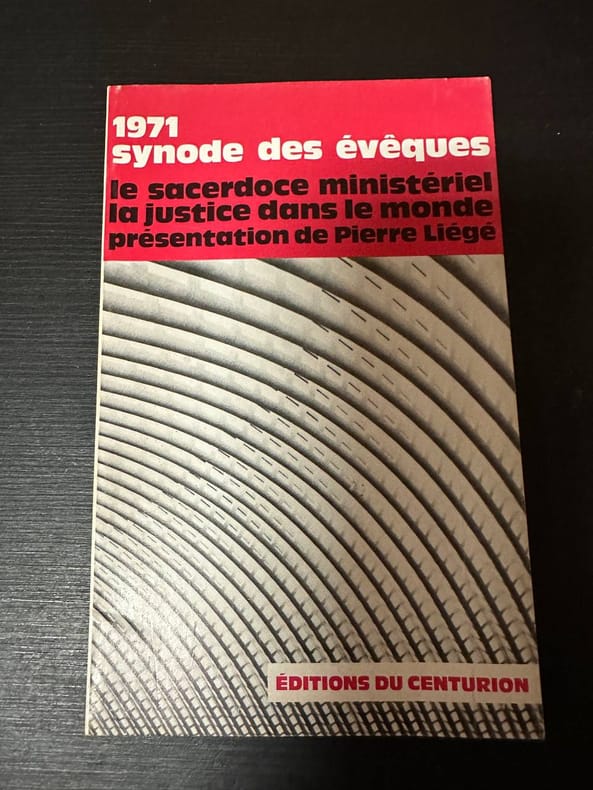 1971
synode des évêques
le sacerdoce ministériel
la justice dans le monde
présentation de Pierre Liégé
ÉDITIONS DU CENTURION